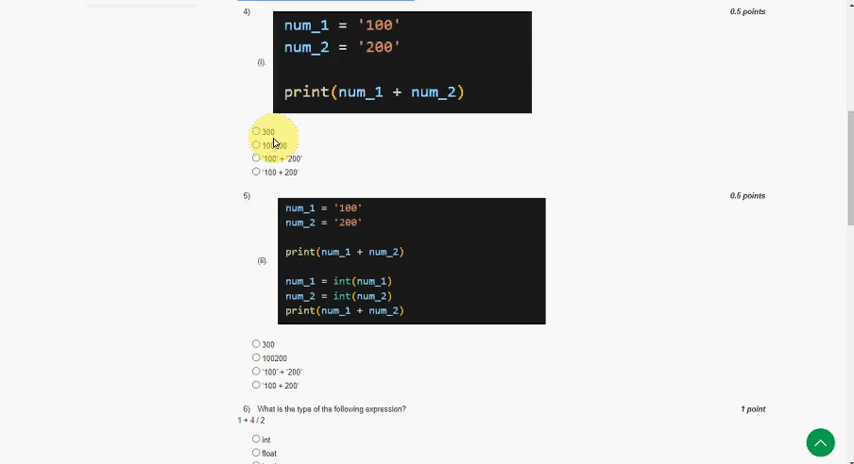 4)
0.5 points
num_1 = '100'
num_2 = '200'
(i).
print(num_1 + num_2)
300
100200
'100' + '200'
'100 + 200'
5)
0.5 points
num_1 = '100'
num_2 = '200'
print(num_1 + num_2)
(ii).
num_1 = int(num_1)
num_2 = int(num_2)
print(num_1 + num_2)
300
100200
'100' + '200'
'100 + 200'
6) What is the type of the following expression?
1 point
1 + 4 / 2
int
float